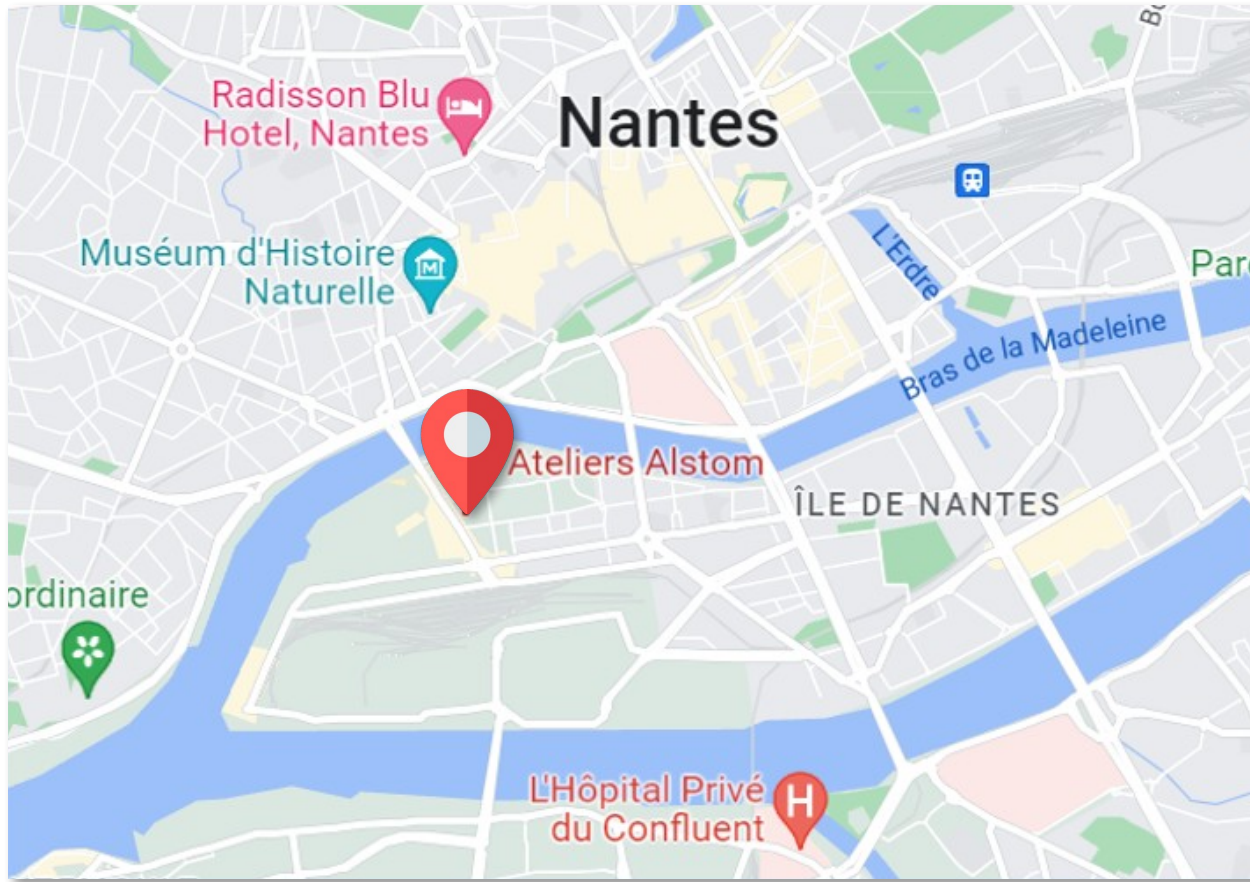 Radisson Blu
Hotel, Nantes
Nantes
Muséum d'Histoire
Naturelle
M
L'Erdre
Parc
Bras de la Madeleine
Ateliers Alstom
ÎLE DE NANTES
ordinaire
L'Hôpital Privé
du Confluent
H